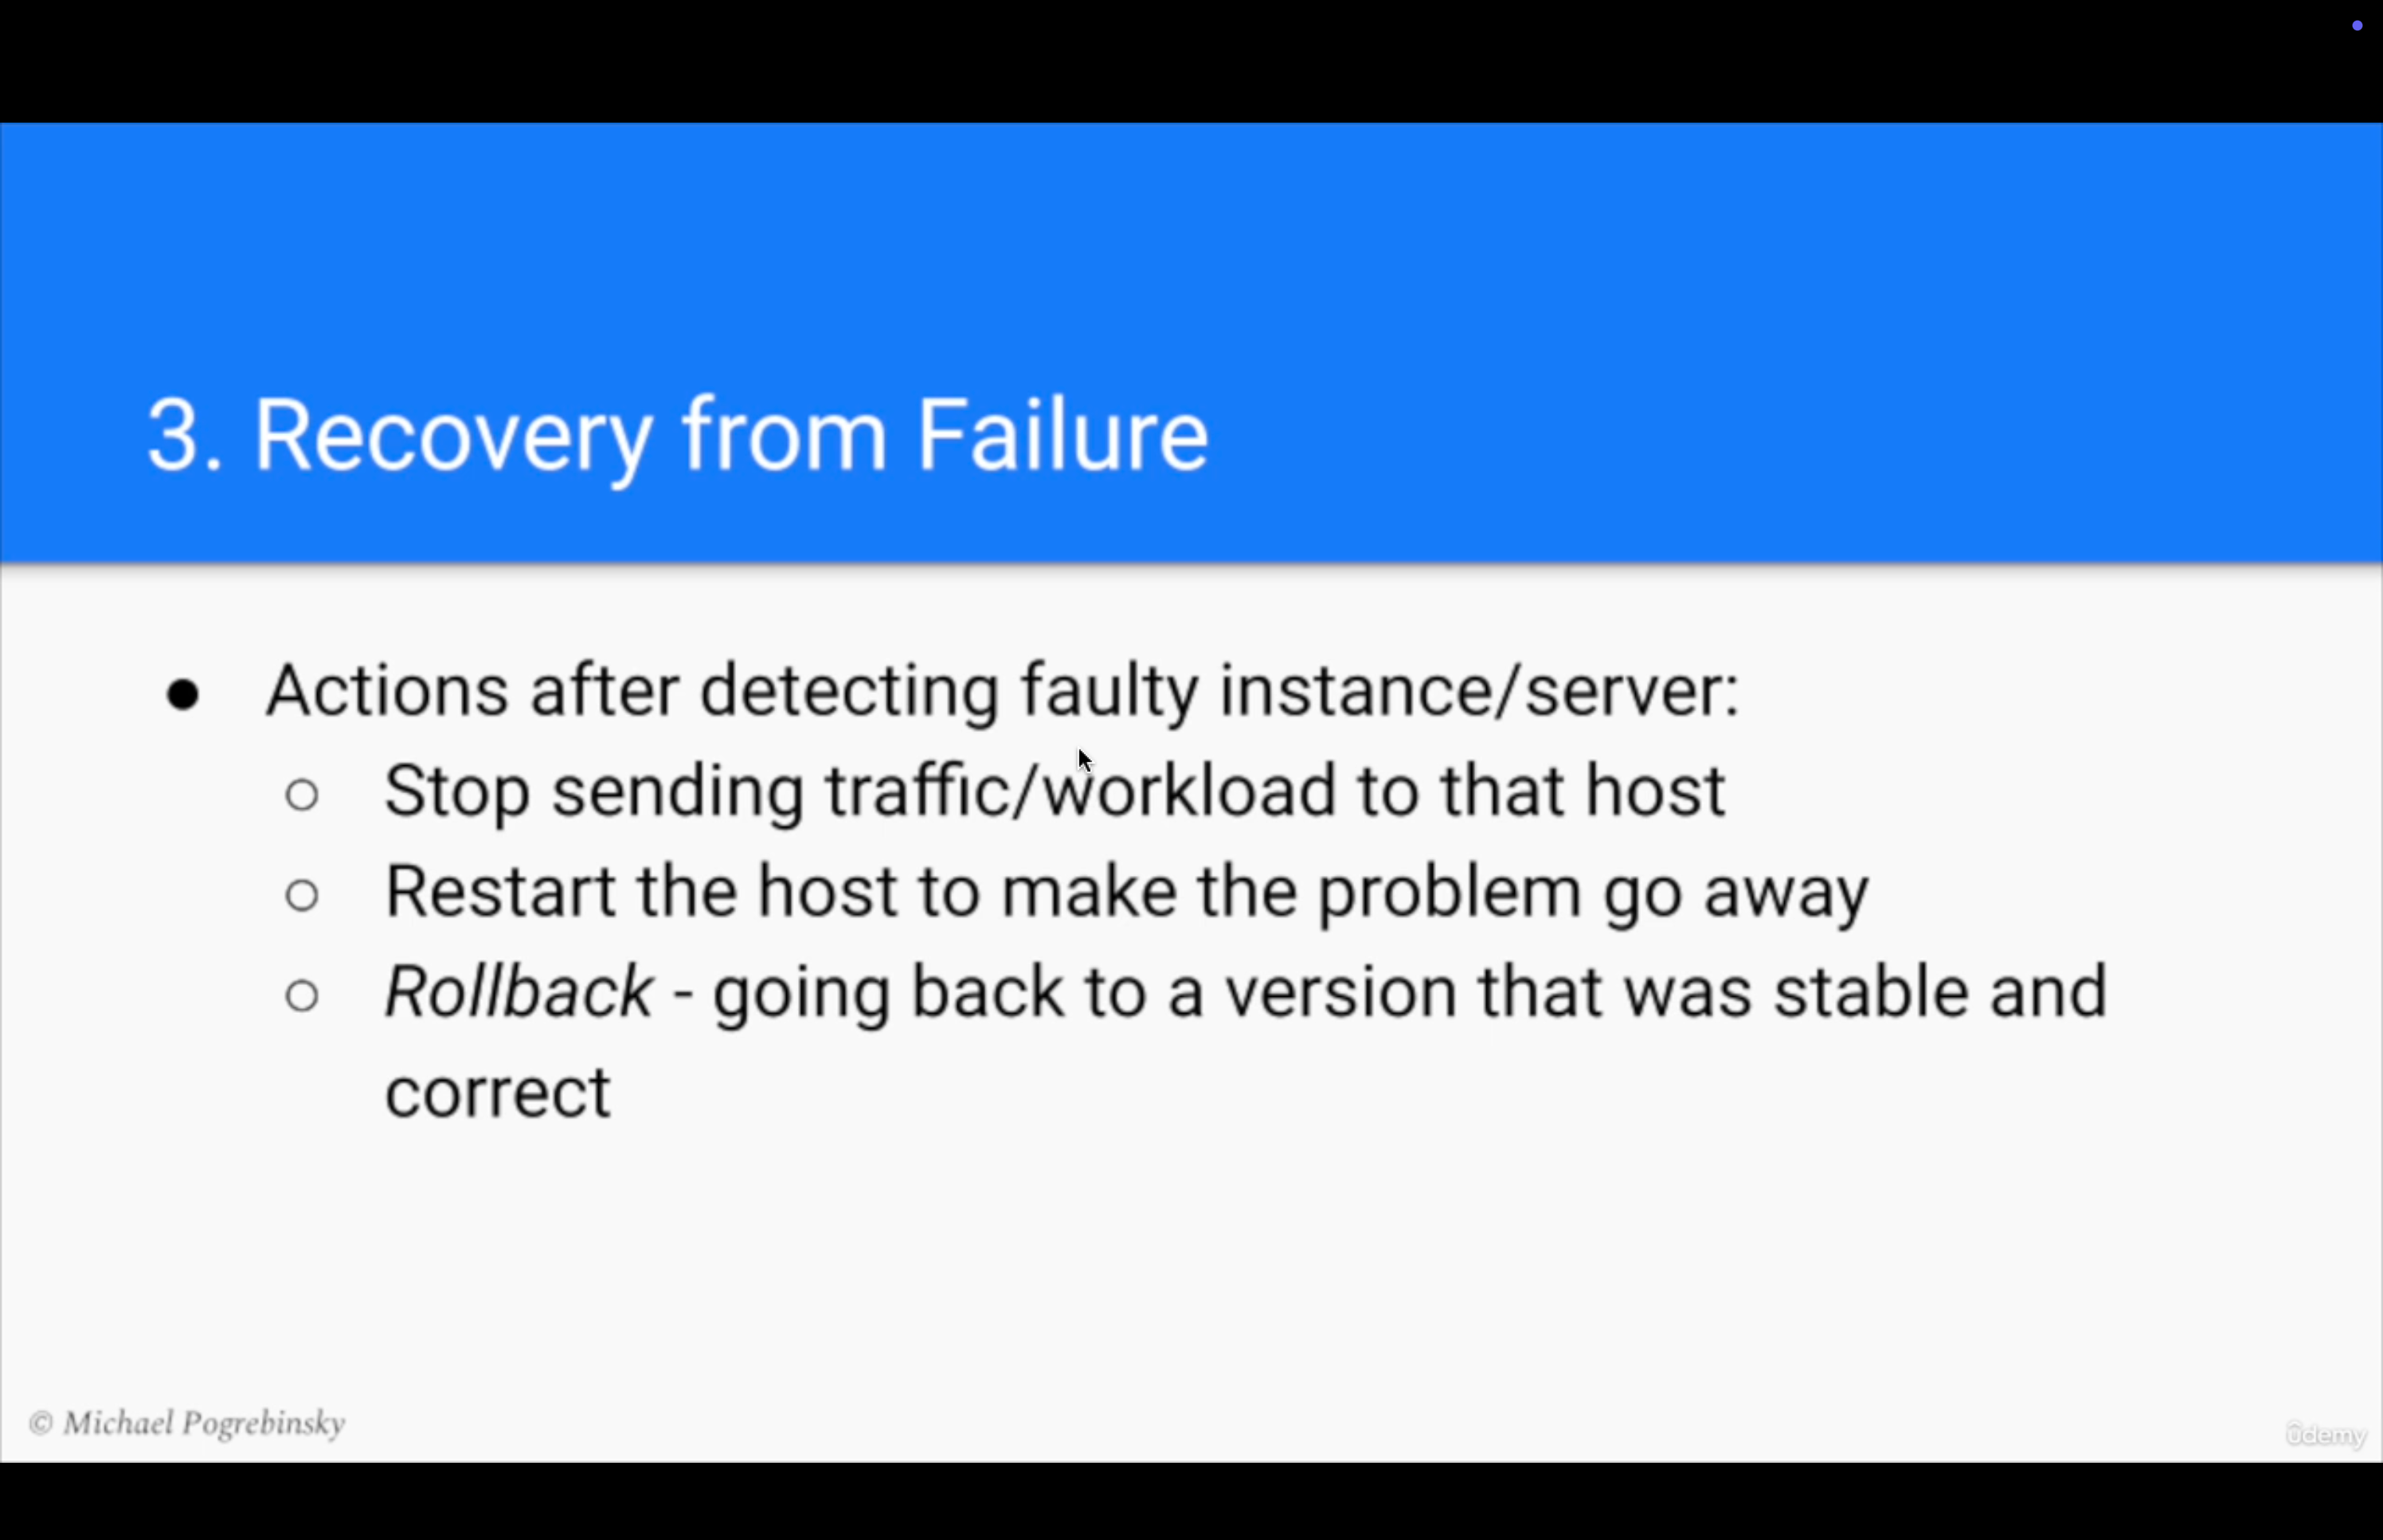 3. Recovery from Failure
● Actions after detecting faulty instance/server:
○ Stop sending traffic/workload to that host
○ Restart the host to make the problem go away
○ Rollback - going back to a version that was stable and
correct
© Michael Pogrebinsky
ûdemy